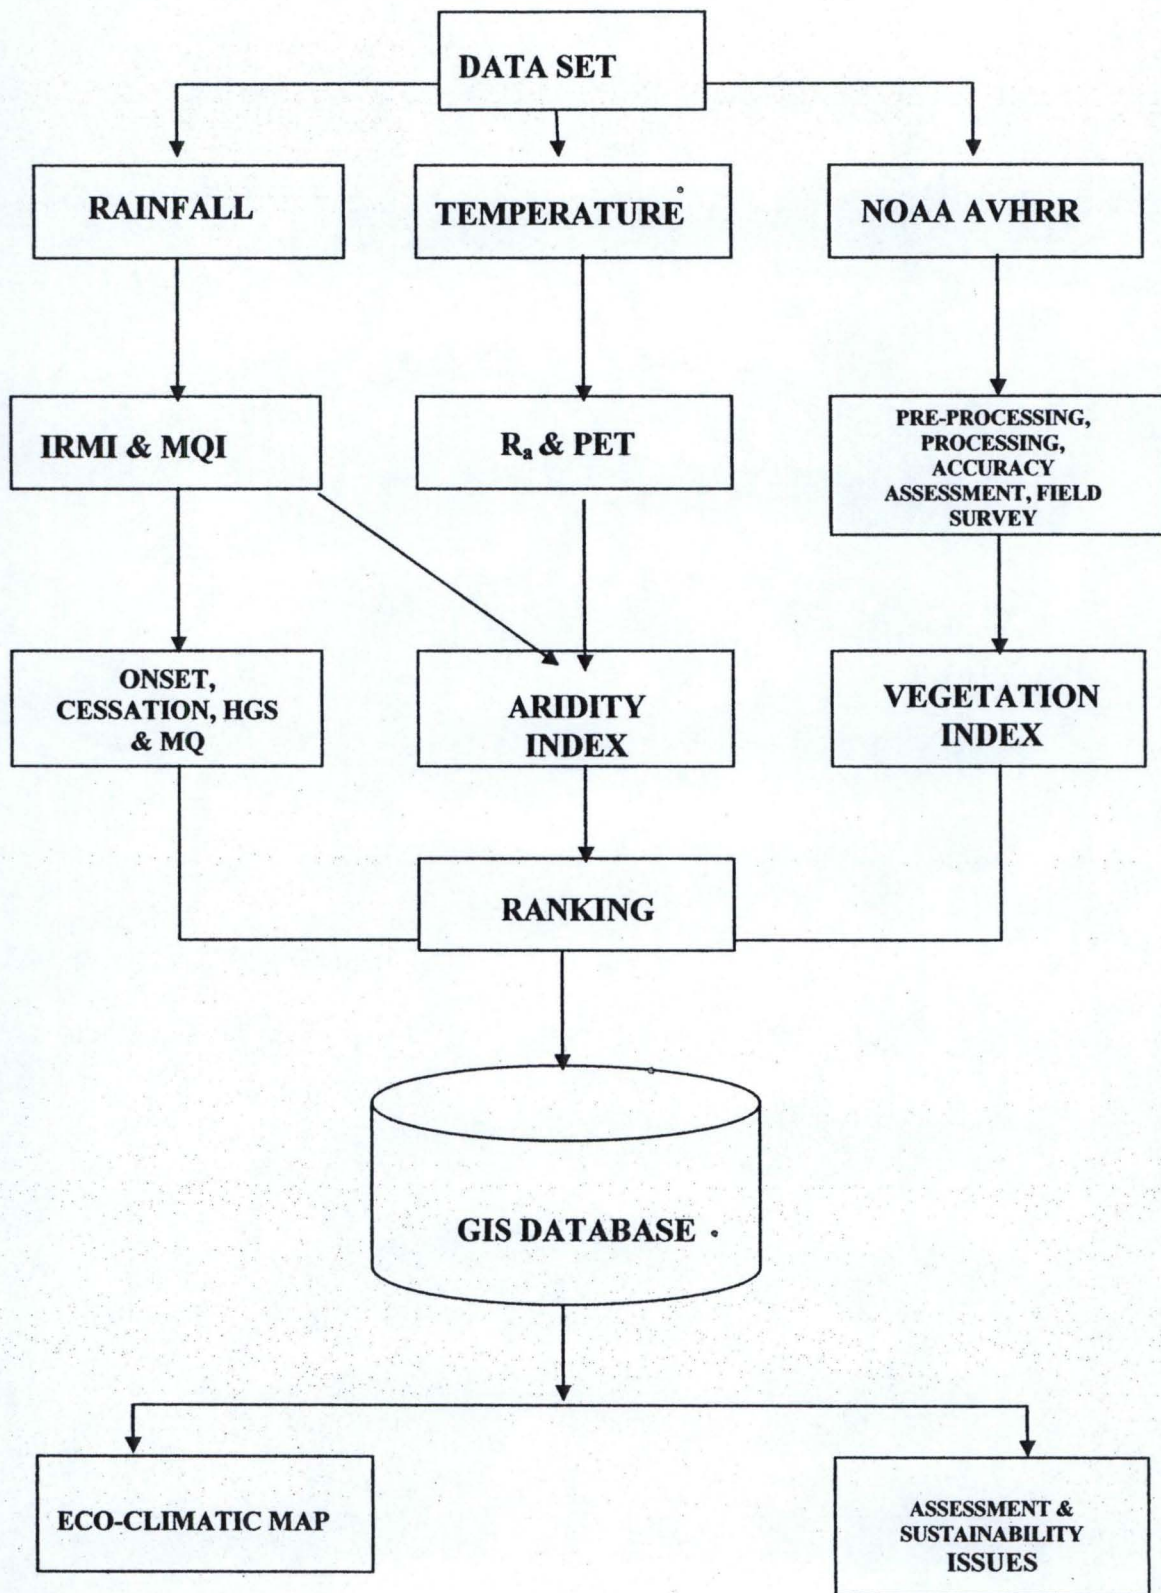 DATA SET
RAINFALL
TEMPERATURE
NOAA AVHRR
IRMI & MQI
Rₐ & PET
PRE-PROCESSING,
PROCESSING,
ACCURACY
ASSESSMENT, FIELD
SURVEY
ONSET,
CESSATION, HGS
& MQ
ARIDITY
INDEX
VEGETATION
INDEX
RANKING
GIS DATABASE
ECO-CLIMATIC MAP
ASSESSMENT &
SUSTAINABILITY
ISSUES